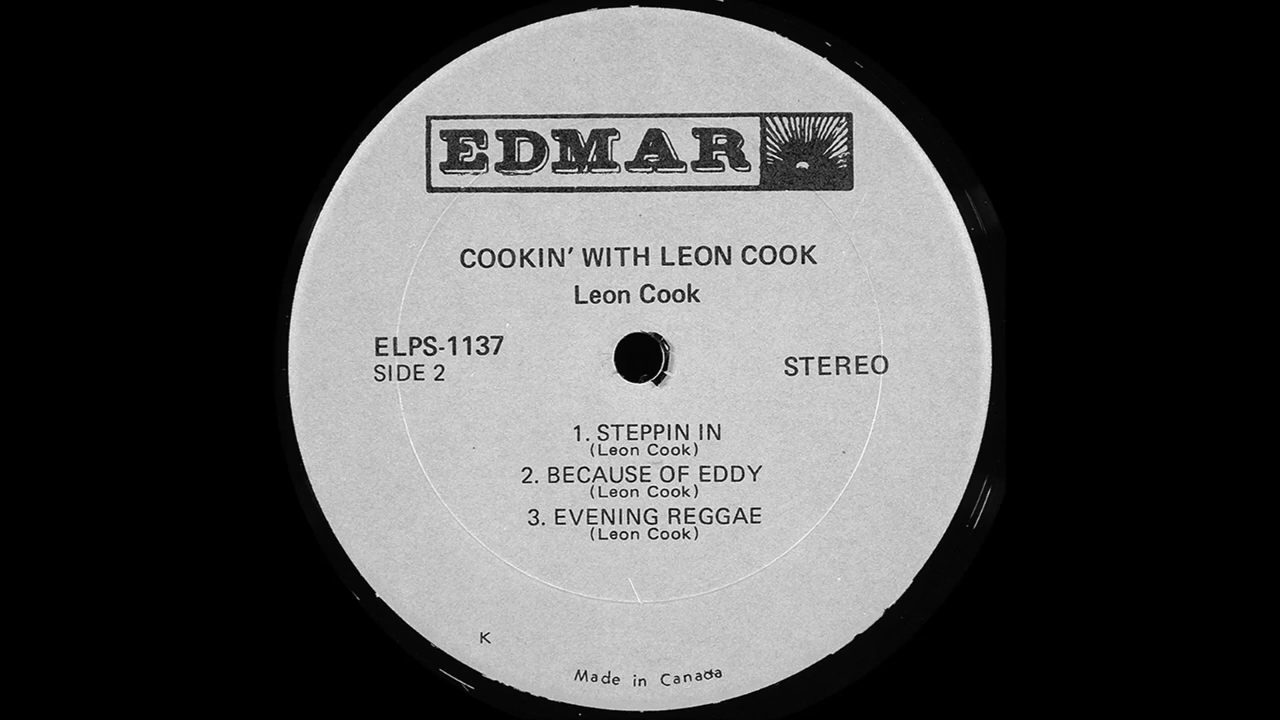 EDMAR
COOKIN' WITH LEON COOK
Leon Cook
ELPS-1137
SIDE 2
STEREO
1. STEPPIN IN
(Leon Cook)
2. BECAUSE OF EDDY
(Leon Cook)
3. EVENING REGGAE
(Leon Cook)
K
Made in Canada